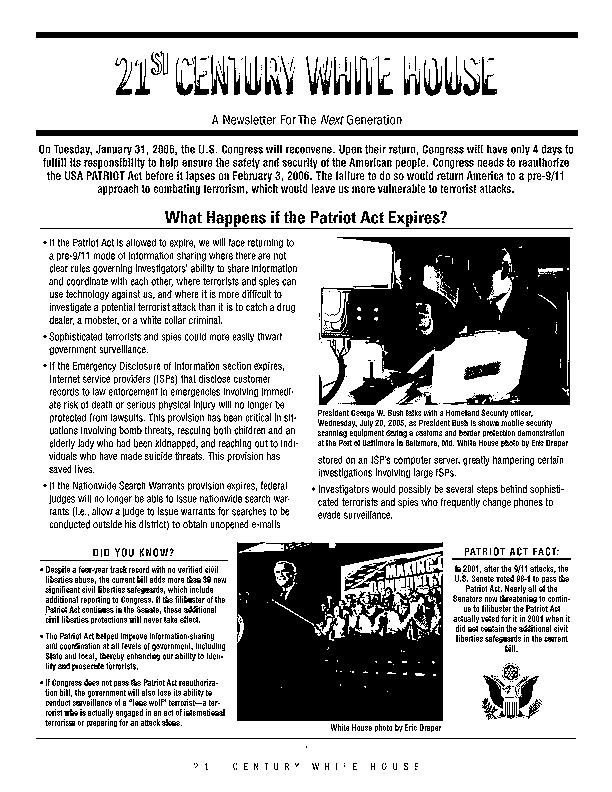 21ST CENTURY WHITE HOUSE
A Newsletter For The Next Generation
On Tuesday, January 31, 2006, the U.S. Congress will reconvene. Upon their return, Congress will have only 4 days to
fulfill its responsibility to help ensure the safety and security of the American people. Congress needs to reauthorize
the USA PATRIOT Act before it lapses on February 3, 2006. The failure to do so would return America to a pre-9/11
approach to combating terrorism, which would leave us more vulnerable to terrorist attacks.
What Happens if the Patriot Act Expires?
• If the Patriot Act is allowed to expire, we will face returning to
a pre-9/11 mode of information sharing where there are not
clear rules governing investigators' ability to share information
and coordinate with each other, where terrorists and spies can
use technology against us, and where it is more difficult to
investigate a potential terrorist attack than it is to catch a drug
dealer, a mobster, or a white collar criminal.
• Sophisticated terrorists and spies could more easily thwart
government surveillance.
• If the Emergency Disclosure of Information section expires,
Internet service providers (ISPs) that disclose customer
records to law enforcement in emergencies involving immedi-
ate risk of death or serious physical injury will no longer be
protected from lawsuits. This provision has been critical in sit-
uations involving bomb threats, rescuing both children and an
elderly lady who had been kidnapped, and reaching out to indi-
viduals who have made suicide threats. This provision has
saved lives.
• If the Nationwide Search Warrants provision expires, federal
judges will no longer be able to issue nationwide search war-
rants (i.e., allow a judge to issue warrants for searches to be
conducted outside his district) to obtain unopened e-mails
President George W. Bush talks with a Homeland Security officer,
Wednesday, July 20, 2005, as President Bush is shown mobile security
scanning equipment during a customs and border protection demonstration
at the Port of Baltimore in Baltimore, Md. White House photo by Eric Draper
stored on an ISP's computer server, greatly hampering certain
investigations involving large ISPs.
• Investigators would possibly be several steps behind sophisti-
cated terrorists and spies who frequently change phones to
evade surveillance.
DID YOU KNOW?
• Despite a four-year track record with no verified civil
liberties abuse, the current bill adds more than 30 new
significant civil liberties safeguards, which include
additional reporting to Congress. If the filibuster of the
Patriot Act continues in the Senate, these additional
civil liberties protections will never take effect.
• The Patriot Act helped improve information-sharing
and coordination at all levels of government, including
State and local, thereby enhancing our ability to iden-
tify and prosecute terrorists.
• If Congress does not pass the Patriot Act reauthoriza-
tion bill, the government will also lose its ability to
conduct surveillance of a "lone wolf" terrorist—a ter-
rorist who is actually engaged in an act of international
terrorism or preparing for an attack alone.
MAKING
COMMUNITY
White House photo by Eric Draper
PATRIOT ACT FACT:
In 2001, after the 9/11 attacks, the
U.S. Senate voted 98-1 to pass the
Patriot Act. Nearly all of the
Senators now threatening to contin-
ue to filibuster the Patriot Act
actually voted for it in 2001 when it
did not contain the additional civil
liberties safeguards in the current
bill.
21 CENTURY WHITE HOUSE